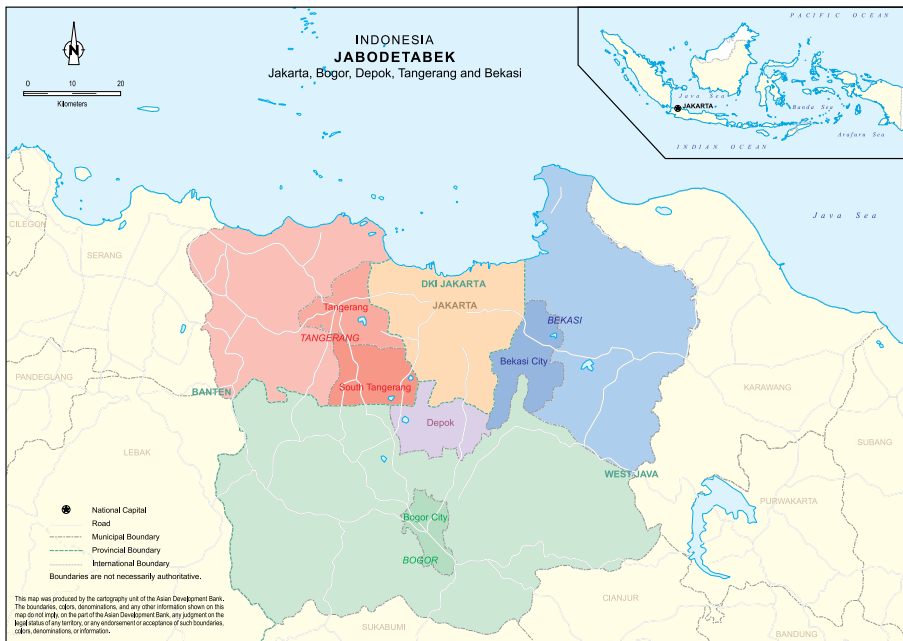 INDONESIA
JABODETABEK
Jakarta, Bogor, Depok, Tangerang and Bekasi
N
0 10 20
Kilometers
PACIFIC OCEAN
Java Sea
JAKARTA
Banda Sea
Arafuru Sea
INDIAN OCEAN
Java Sea
CILEGON
SERANG
DKI JAKARTA
JAKARTA
Tangerang
TANGERANG
BEKASI
Bekasi City
PANDEGLANG
BANTEN
South Tangerang
KARAWANG
Depok
LEBAK
SUBANG
WEST JAVA
PURWAKARTA
Bogor City
BOGOR
CIANJUR
SUKABUMI
BANDUNG
National Capital
Road
Municipal Boundary
Provincial Boundary
International Boundary
Boundaries are not necessarily authoritative.
This map was produced by the cartography unit of the Asian Development Bank.
The boundaries, colors, denominations, and any other information shown on this
map do not imply, on the part of the Asian Development Bank, any judgment on the
legal status of any territory, or any endorsement or acceptance of such boundaries,
colors, denominations, or information.